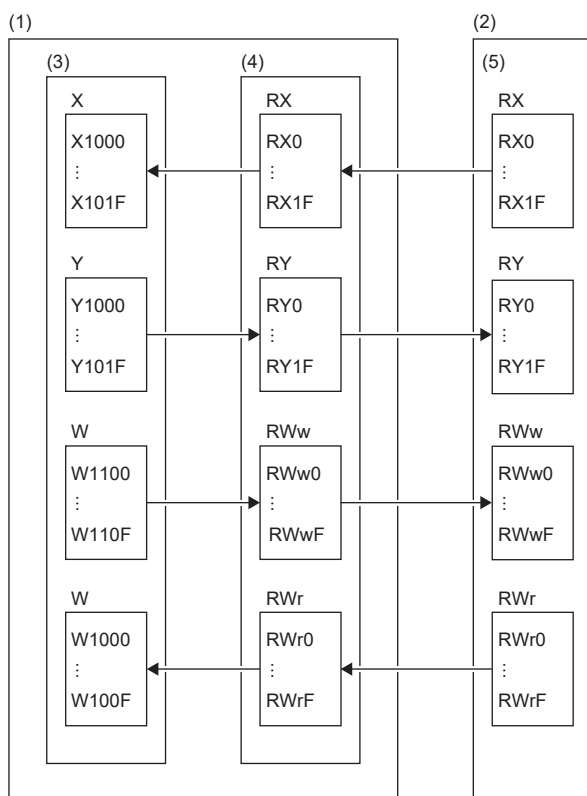 (1)
(2)
(3)
(4)
(5)
X
RX
RX
X1000
⋮
X101F
RX0
⋮
RX1F
RX0
⋮
RX1F
Y
RY
RY
Y1000
⋮
Y101F
RY0
⋮
RY1F
RY0
⋮
RY1F
W
RWw
RWw
W1100
⋮
W110F
RWw0
⋮
RWwF
RWw0
⋮
RWwF
W
RWr
RWr
W1000
⋮
W100F
RWr0
⋮
RWrF
RWr0
⋮
RWrF